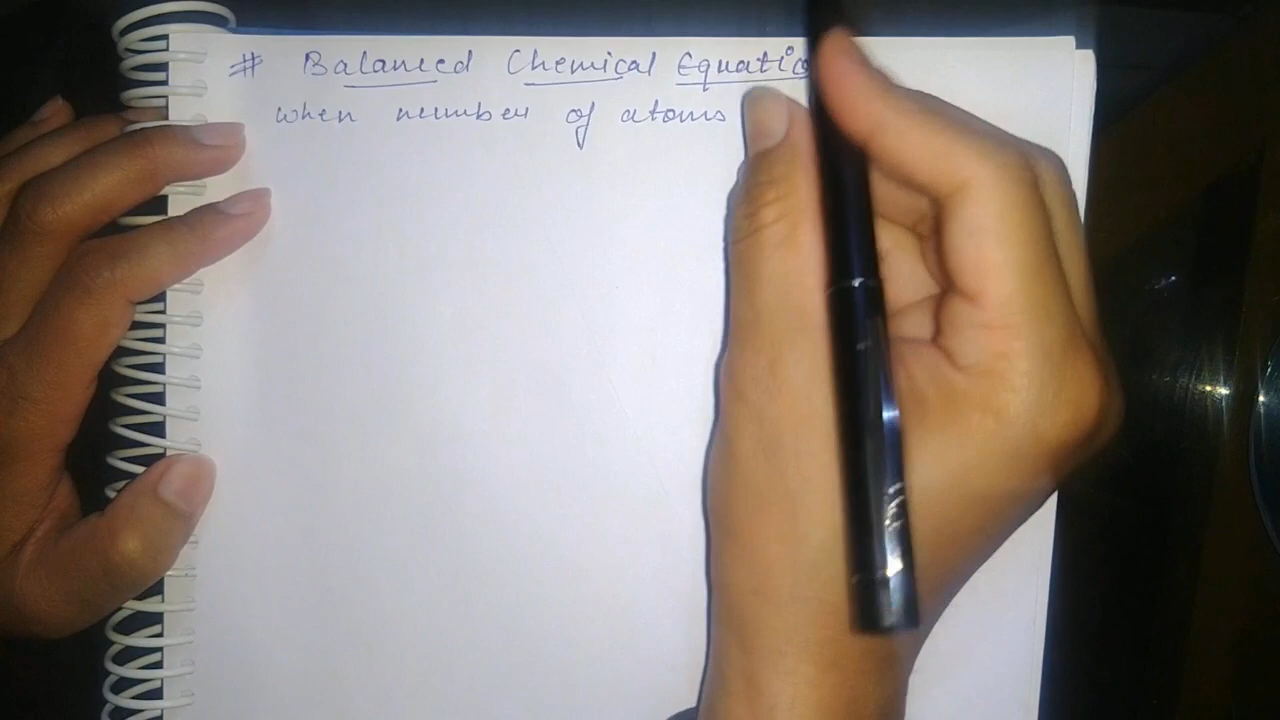 # Balanced Chemical Equatio
when number of atoms